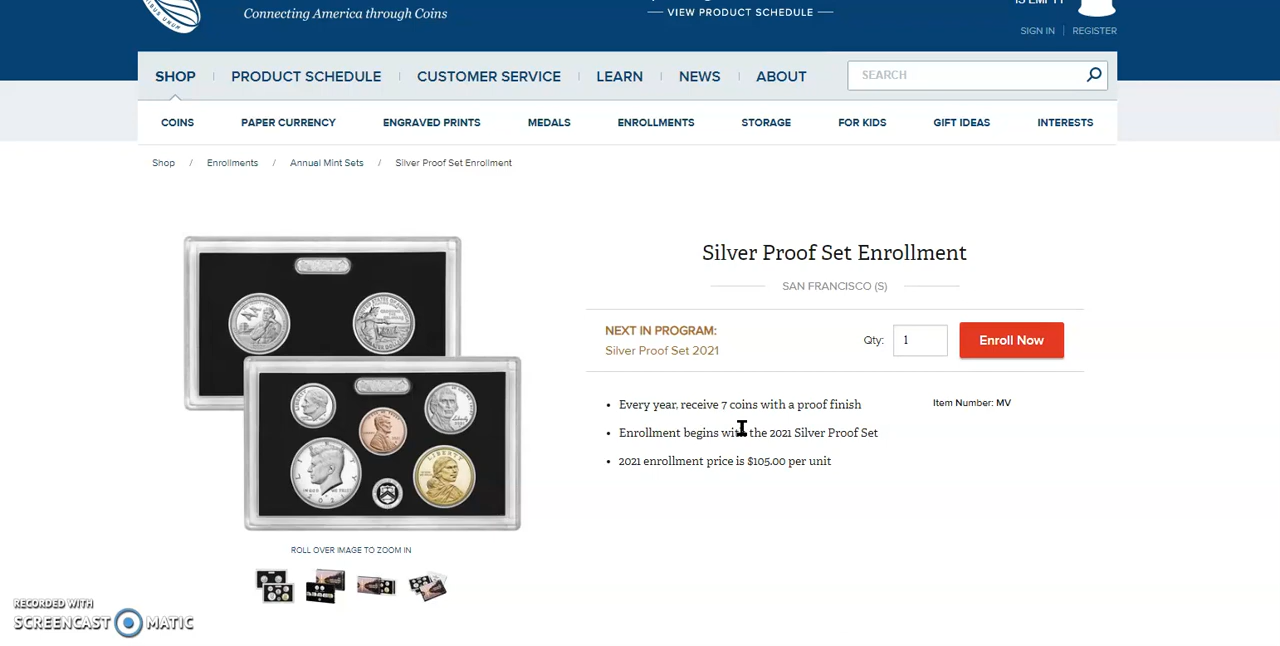 Connecting America through Coins
VIEW PRODUCT SCHEDULE
SIGN IN | REGISTER
SHOP PRODUCT SCHEDULE CUSTOMER SERVICE LEARN NEWS ABOUT SEARCH
COINS PAPER CURRENCY ENGRAVED PRINTS MEDALS ENROLLMENTS STORAGE FOR KIDS GIFT IDEAS INTERESTS
Shop / Enrollments / Annual Mint Sets / Silver Proof Set Enrollment
Silver Proof Set Enrollment
SAN FRANCISCO (S)
NEXT IN PROGRAM:
Silver Proof Set 2021
Qty: 1 Enroll Now
• Every year, receive 7 coins with a proof finish
Item Number: MV
• Enrollment begins with the 2021 Silver Proof Set
• 2021 enrollment price is $105.00 per unit
LIBERTY
ROLL OVER IMAGE TO ZOOM IN
RECORDED WITH
SCREENCAST MATIC